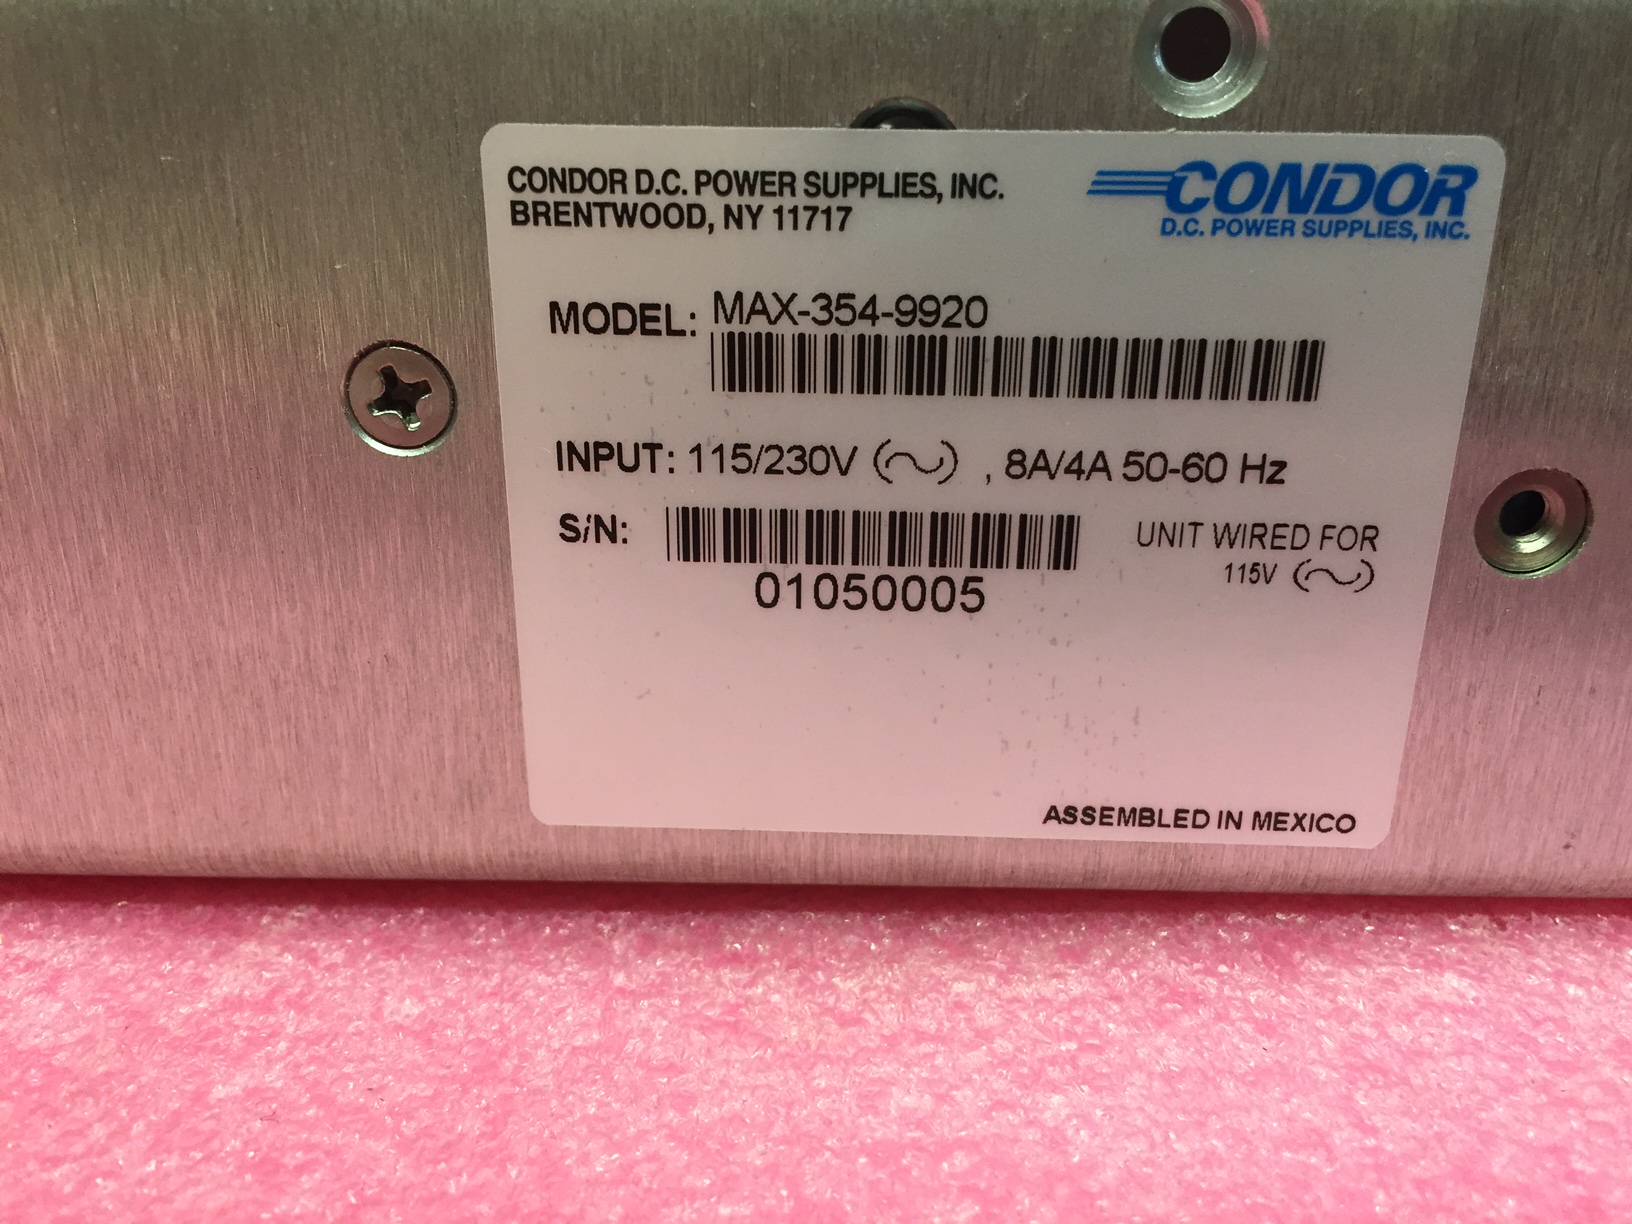 CONDOR D.C. POWER SUPPLIES, INC.
BRENTWOOD, NY 11717
CONDOR
D.C. POWER SUPPLIES, INC.
MODEL: MAX-354-9920
INPUT: 115/230V (~) , 8A/4A 50-60 Hz
S/N:
01050005
UNIT WIRED FOR
115V (~)
ASSEMBLED IN MEXICO